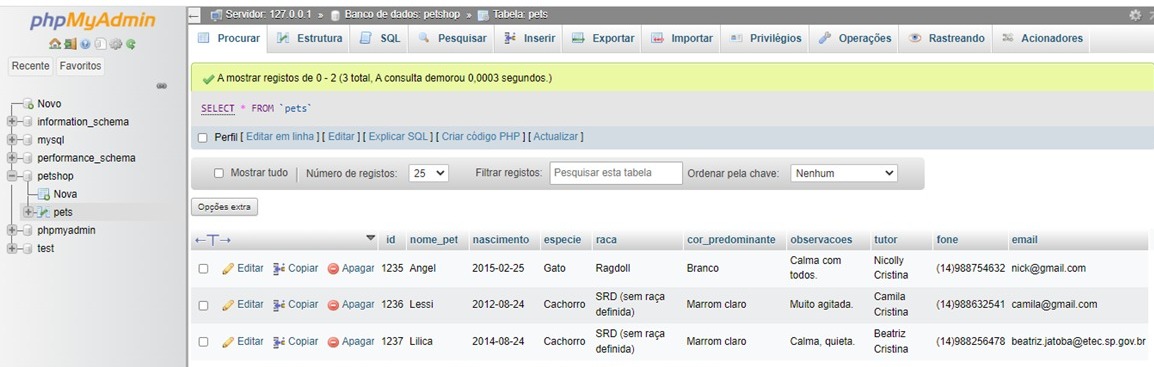 phpMyAdmin
Recente Favoritos
Novo
information_schema
mysql
performance_schema
petshop
Nova
pets
phpmyadmin
test
Servidor: 127.0.0.1 » Banco de dados: petshop » Tabela: pets
Procurar Estrutura SQL Pesquisar Inserir Exportar Importar Privilégios Operações Rastreando Acionadores
A mostrar registos de 0 - 2 (3 total, A consulta demorou 0,0003 segundos.)
SELECT * FROM `pets`
Perfil [ Editar em linha ] [ Editar ] [ Explicar SQL ] [ Criar código PHP ] [ Actualizar ]
Mostrar tudo Número de registos: 25 Filtrar registos: Pesquisar esta tabela Ordenar pela chave: Nenhum
Opções extra
←T→ id nome_pet nascimento especie raca cor_predominante observacoes tutor fone email
Editar Copiar Apagar 1235 Angel 2015-02-25 Gato Ragdoll Branco Calma com todos. Nicolly Cristina (14)988754632 nick@gmail.com
Editar Copiar Apagar 1236 Lessi 2012-08-24 Cachorro SRD (sem raça definida) Marrom claro Muito agitada. Camila Cristina (14)988632541 camila@gmail.com
Editar Copiar Apagar 1237 Lilica 2014-08-24 Cachorro SRD (sem raça definida) Marrom claro Calma, quieta. Beatriz Cristina (14)988256478 beatriz.jatoba@etec.sp.gov.br